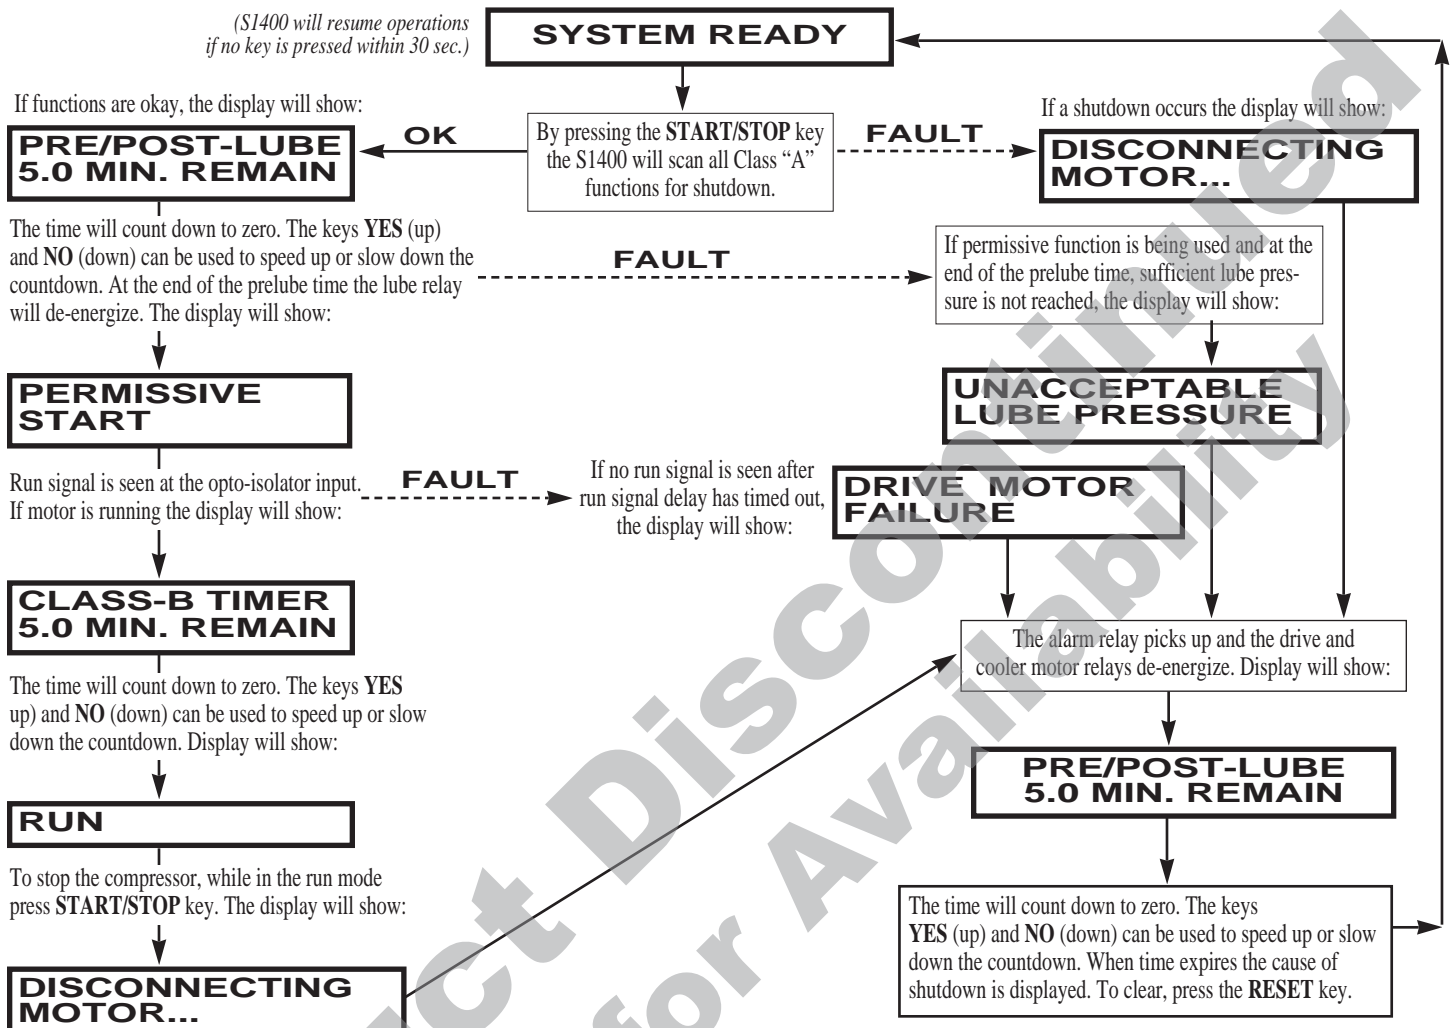 (S1400 will resume operations
if no key is pressed within 30 sec.)
SYSTEM READY
If functions are okay, the display will show:
PRE/POST-LUBE
5.0 MIN. REMAIN
OK
By pressing the START/STOP key
the S1400 will scan all Class “A”
functions for shutdown.
FAULT
If a shutdown occurs the display will show:
DISCONNECTING
MOTOR...
The time will count down to zero. The keys YES (up)
and NO (down) can be used to speed up or slow down the
countdown. At the end of the prelube time the lube relay
will de-energize. The display will show:
FAULT
If permissive function is being used and at the
end of the prelube time, sufficient lube pres-
sure is not reached, the display will show:
PERMISSIVE
START
UNACCEPTABLE
LUBE PRESSURE
Run signal is seen at the opto-isolator input.
If motor is running the display will show:
FAULT
If no run signal is seen after
run signal delay has timed out,
the display will show:
DRIVE MOTOR
FAILURE
CLASS-B TIMER
5.0 MIN. REMAIN
The alarm relay picks up and the drive and
cooler motor relays de-energize. Display will show:
The time will count down to zero. The keys YES
up) and NO (down) can be used to speed up or slow
down the countdown. Display will show:
PRE/POST-LUBE
5.0 MIN. REMAIN
RUN
To stop the compressor, while in the run mode
press START/STOP key. The display will show:
The time will count down to zero. The keys
YES (up) and NO (down) can be used to speed up or slow
down the countdown. When time expires the cause of
shutdown is displayed. To clear, press the RESET key.
DISCONNECTING
MOTOR...
ct Discontinued
for Availability